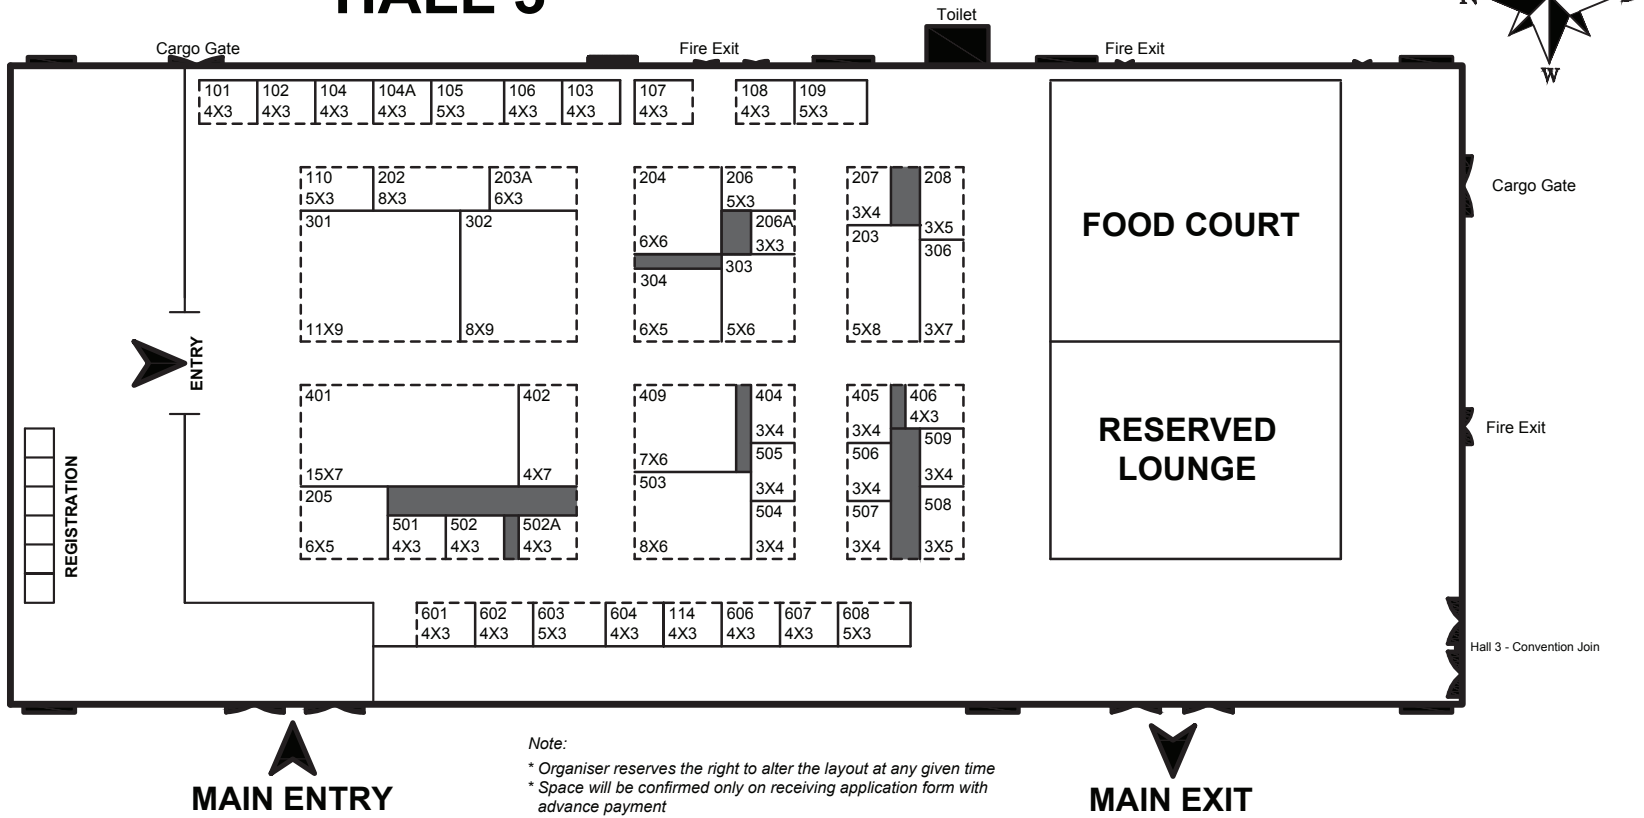 HALL 3
N
S
W
Toilet
Cargo Gate
Fire Exit
Fire Exit
101 102 104 104A 105 106 103 107 108 109
4X3 4X3 4X3 4X3 5X3 4X3 4X3 4X3 4X3 5X3
110 202 203A 204 206 207 208
5X3 8X3 6X3 5X3
Cargo Gate
301 302 206A 3X4 3X5
6X6 3X3 203 306
FOOD COURT
304 303
11X9 8X9 6X5 5X6 5X8 3X7
ENTRY
401 402 409 404 405 406
4X3
3X4 3X4
RESERVED
LOUNGE
Fire Exit
505 506 509
15X7 4X7 7X6 3X4 3X4 3X4
205 503 504 507 508
501 502 502A
6X5 4X3 4X3 4X3 8X6 3X4 3X4 3X5
REGISTRATION
601 602 603 604 114 606 607 608
4X3 4X3 5X3 4X3 4X3 4X3 4X3 5X3
Hall 3 - Convention Join
MAIN ENTRY
Note:
* Organiser reserves the right to alter the layout at any given time
* Space will be confirmed only on receiving application form with
advance payment
MAIN EXIT